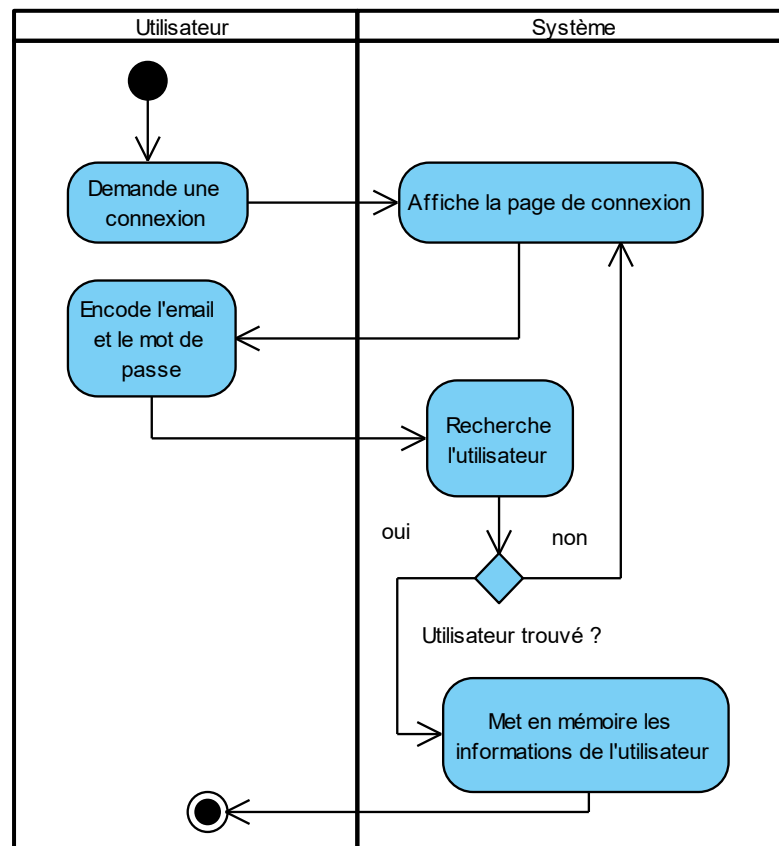 Utilisateur
Système
Demande une
connexion
Affiche la page de connexion
Encode l'email
et le mot de
passe
Recherche
l'utilisateur
oui
non
Utilisateur trouvé ?
Met en mémoire les
informations de l'utilisateur